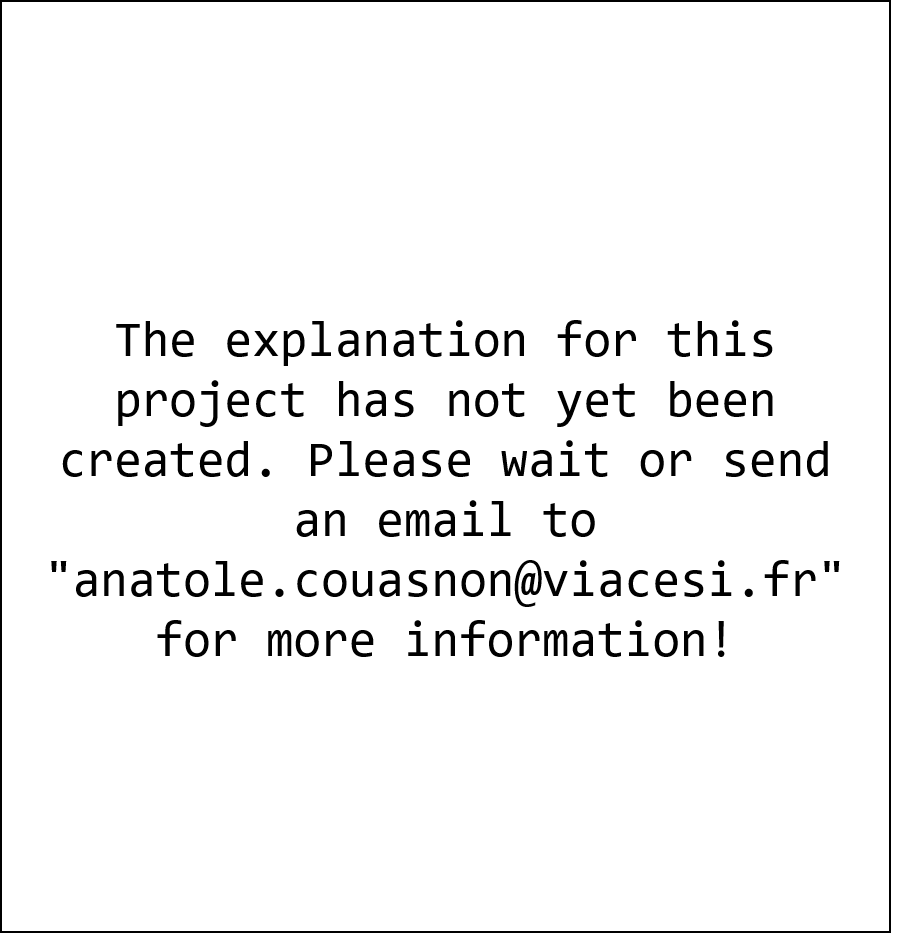 The explanation for this
project has not yet been
created. Please wait or send
an email to
"anatole.couasnon@viacesi.fr"
for more information!